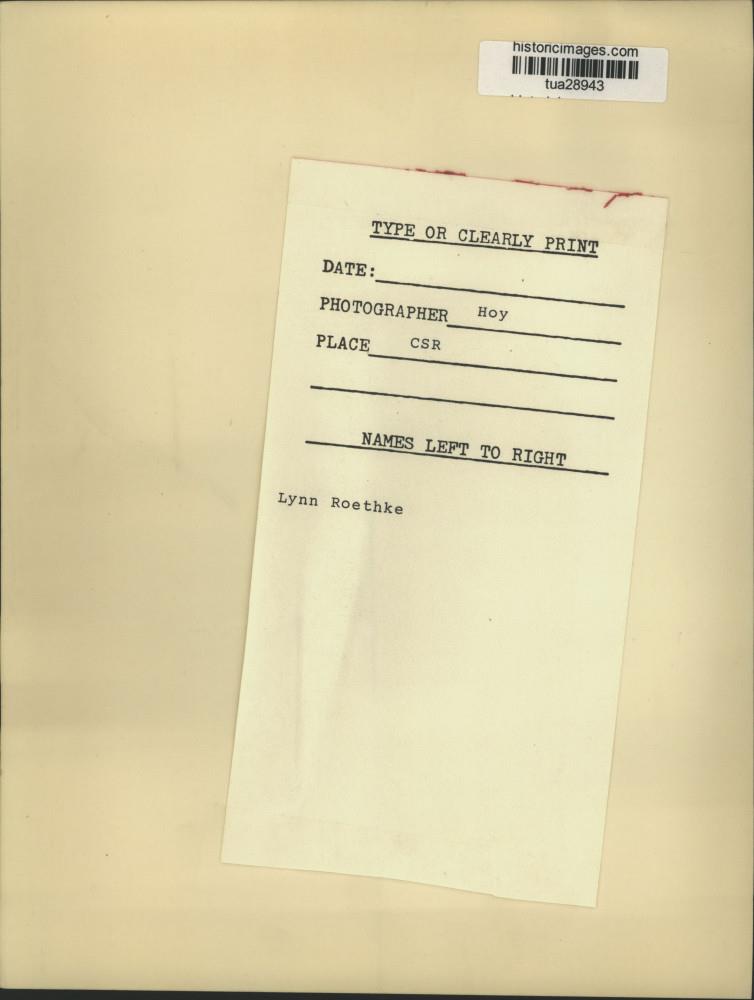 historicimages.com
tua28943
TYPE OR CLEARLY PRINT
DATE:
PHOTOGRAPHER Hoy
PLACE CSR
NAMES LEFT TO RIGHT
Lynn Roethke